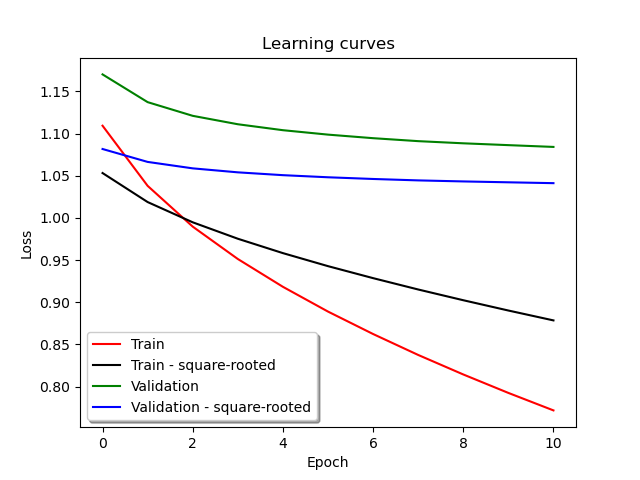 Learning curves
Loss
1.15
1.10
1.05
1.00
0.95
0.90
0.85
0.80
Train
Train - square-rooted
Validation
Validation - square-rooted
0 2 4 6 8 10
Epoch